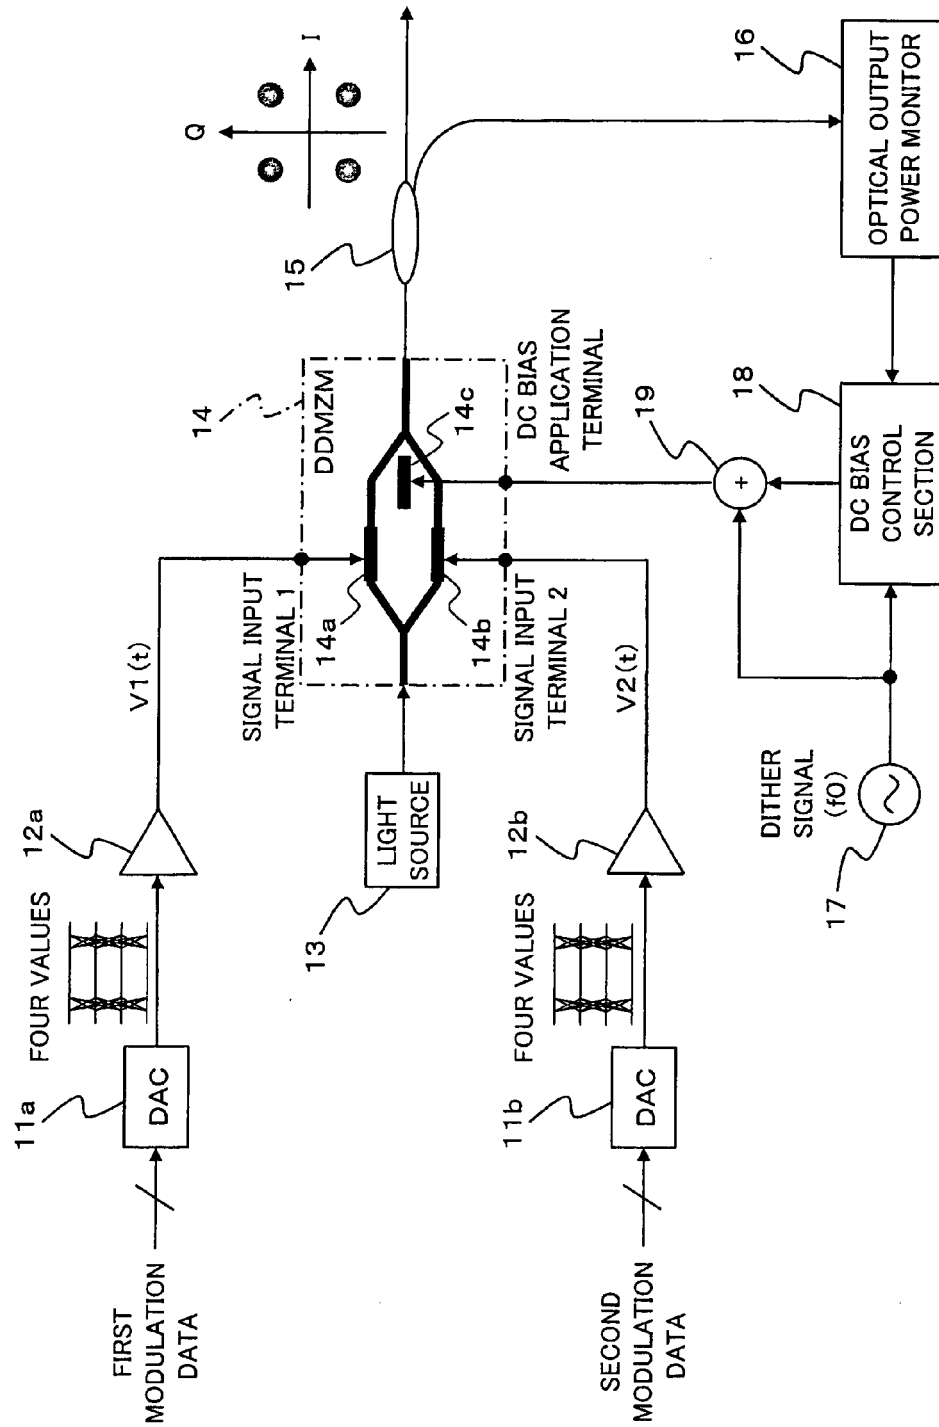 FIRST
MODULATION
DATA
11a
DAC
FOUR VALUES
12a
V1(t)
SIGNAL INPUT
TERMINAL 1
14
DDMZM
14a
14b
14c
LIGHT
SOURCE
13
15
Q
I
SECOND
MODULATION
DATA
11b
DAC
FOUR VALUES
12b
V2(t)
SIGNAL INPUT
TERMINAL 2
DC BIAS
APPLICATION
TERMINAL
DITHER
SIGNAL
(f0)
17
19
+
18
DC BIAS
CONTROL
SECTION
16
OPTICAL OUTPUT
POWER MONITOR